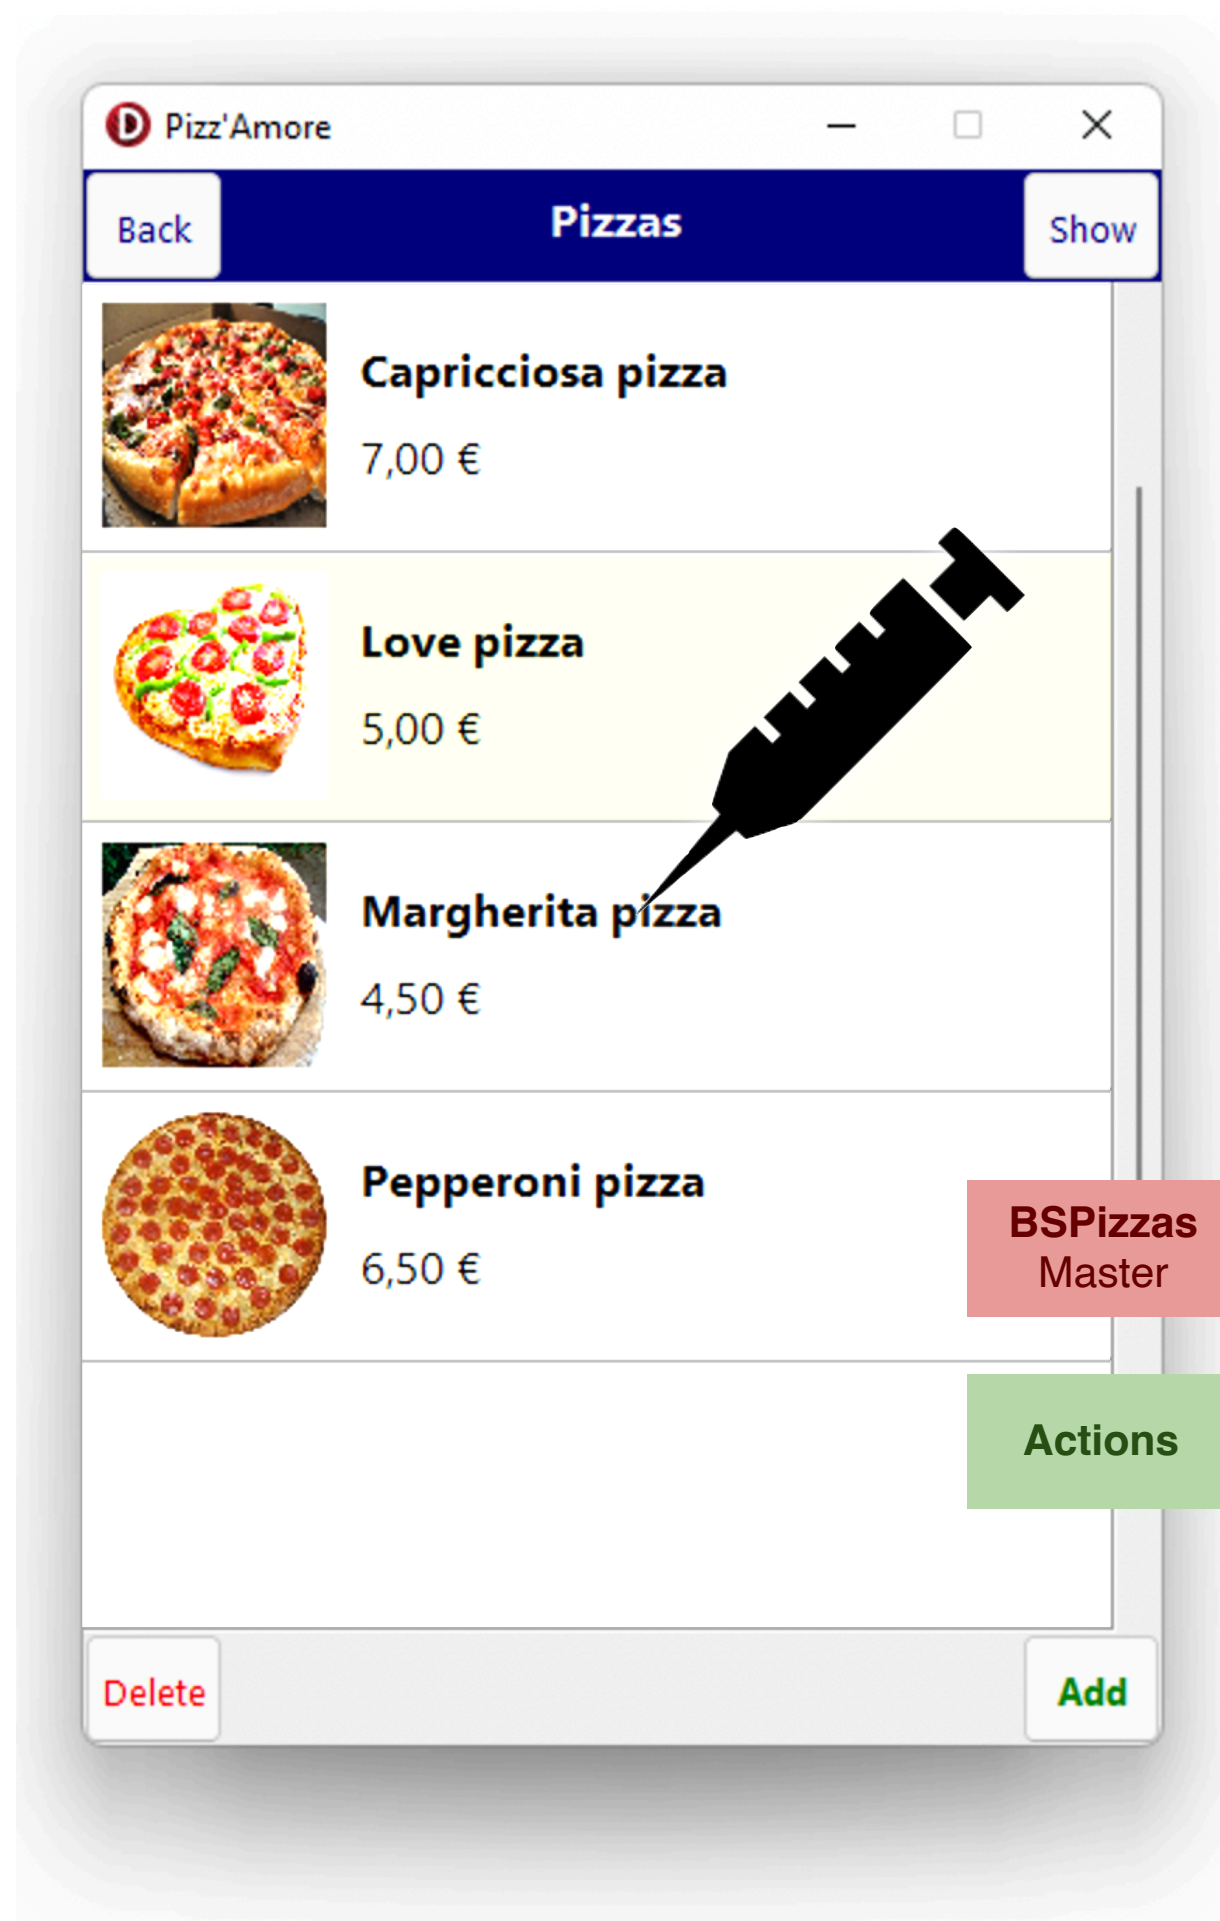 D Pizz'Amore
Back
Pizzas
Show
Capricciosa pizza
7,00 €
Love pizza
5,00 €
Margherita pizza
4,50 €
Pepperoni pizza
6,50 €
BSPizzas
Master
Actions
Delete
Add